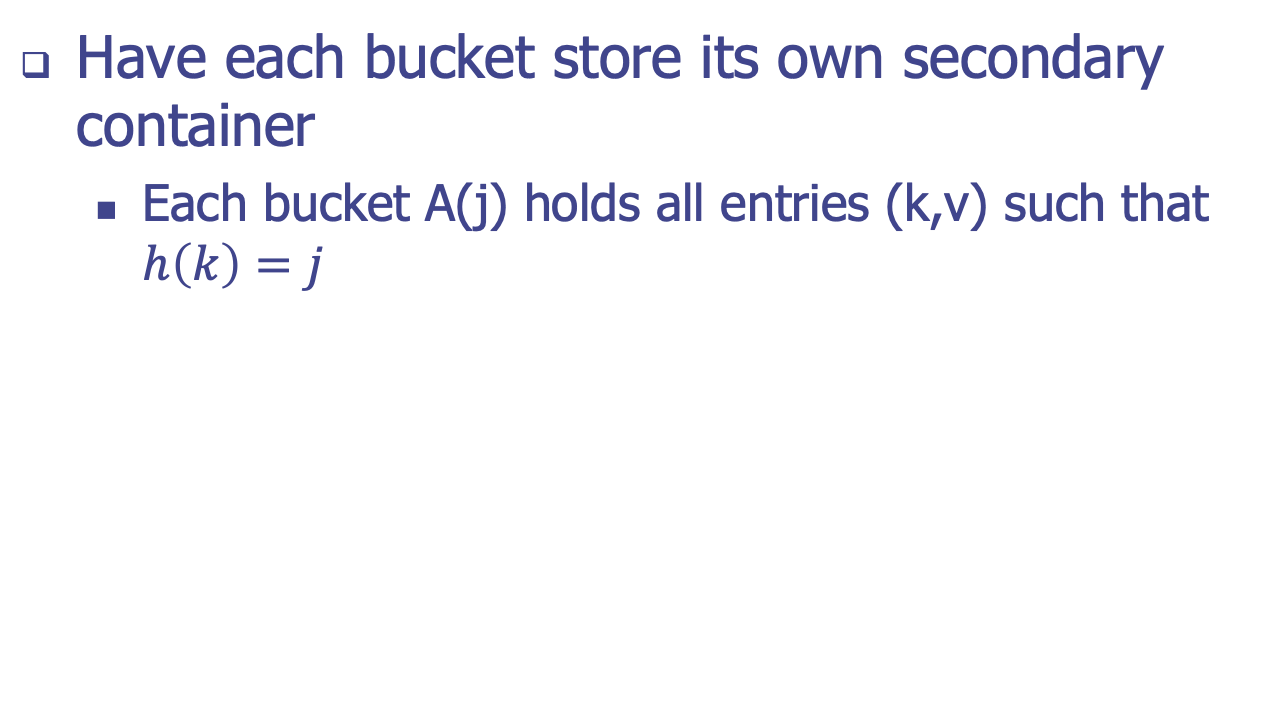 ❑ Have each bucket store its own secondary
container
■ Each bucket A(j) holds all entries (k,v) such that
h(k) = j